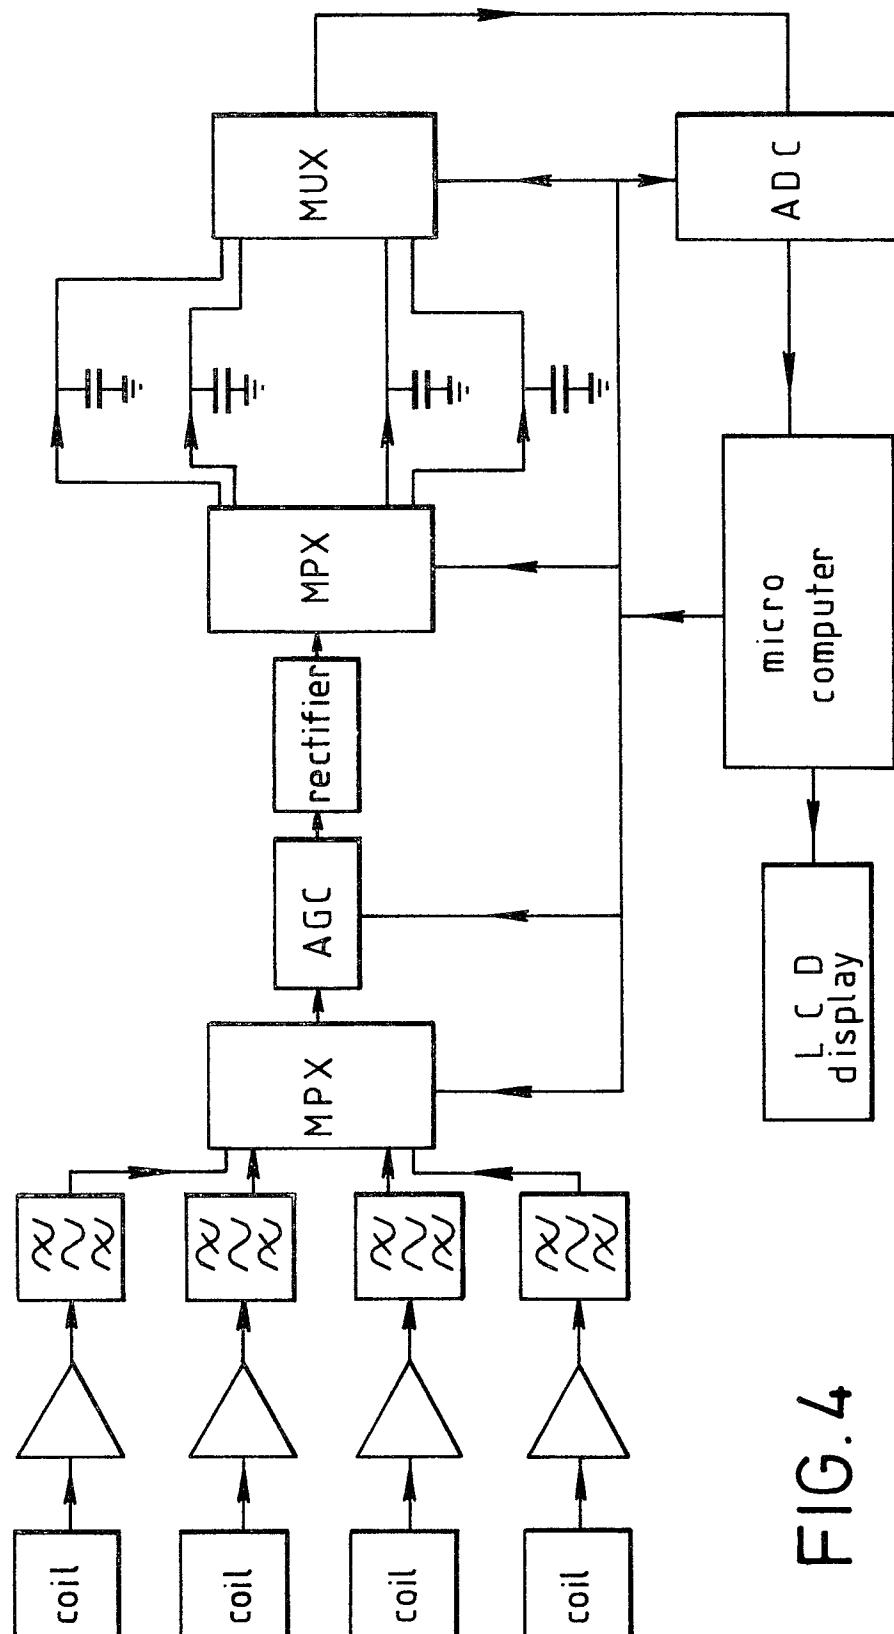 coil
coil
coil
coil
MPX
AGC
rectifier
MPX
MUX
ADC
micro
computer
LCD
display
FIG. 4